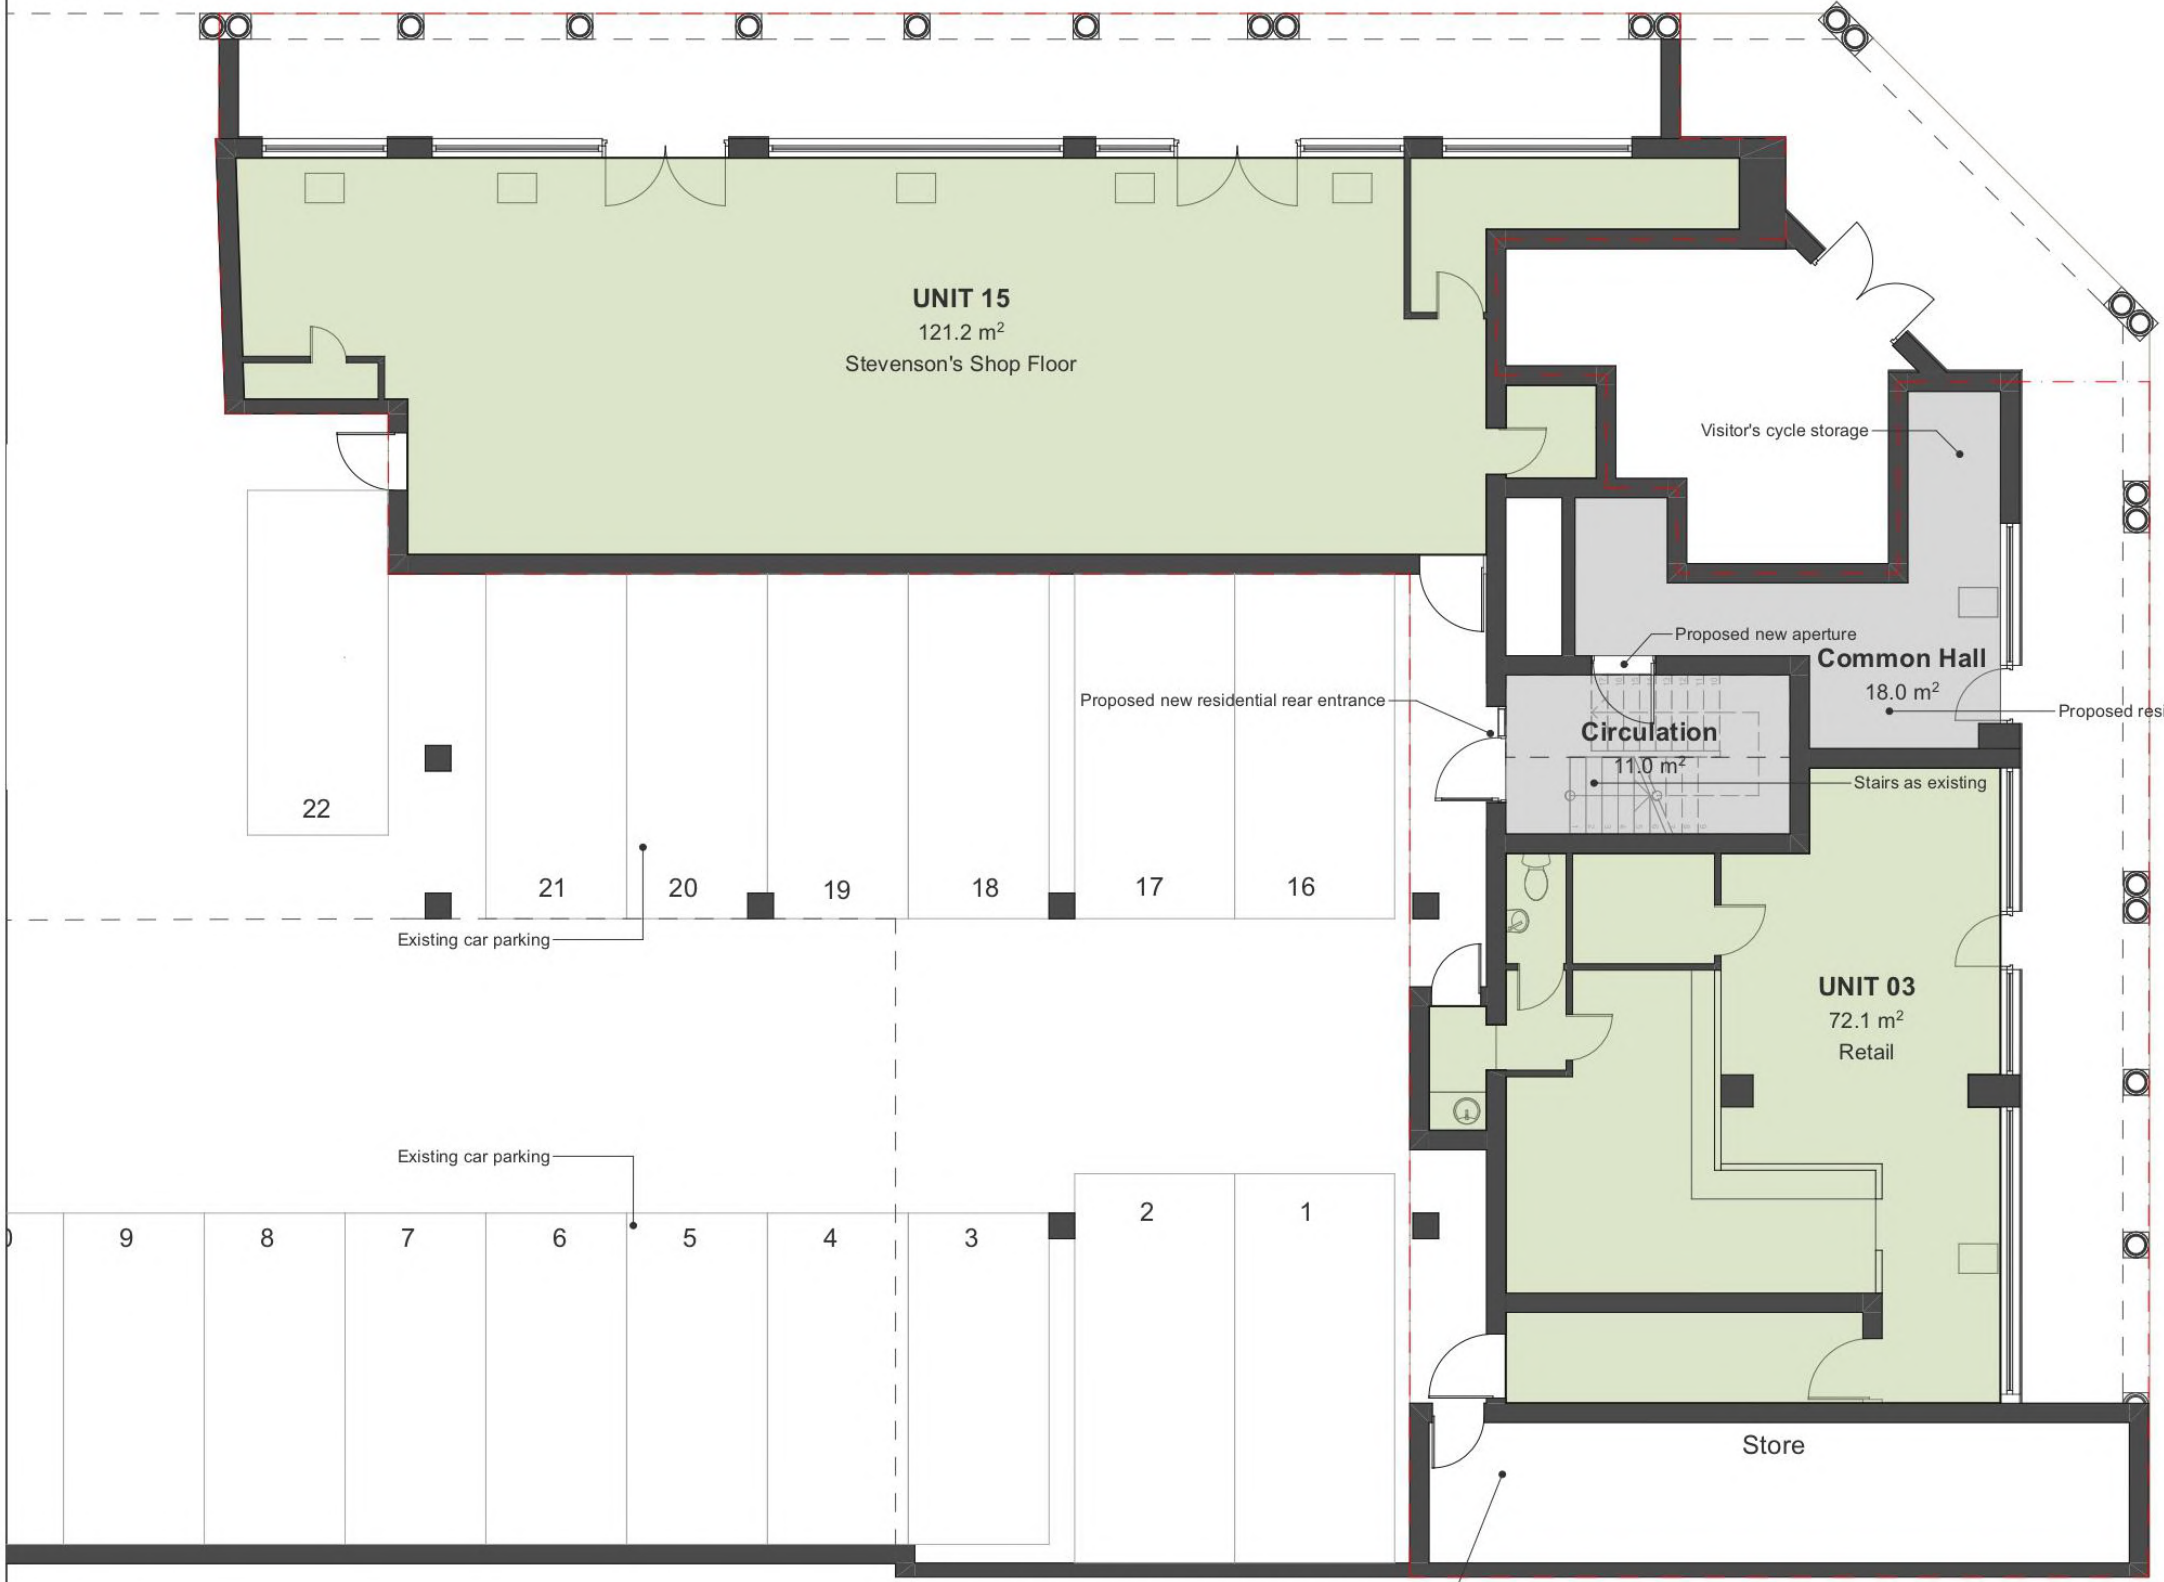 UNIT 15
121.2 m²
Stevenson's Shop Floor
Visitor's cycle storage
Proposed new aperture
Common Hall
18.0 m²
Proposed resi
Proposed new residential rear entrance
Circulation
11.0 m²
Stairs as existing
22
21
20
19
18
17
16
Existing car parking
UNIT 03
72.1 m²
Retail
Existing car parking
9
8
7
6
5
4
3
2
1
Store